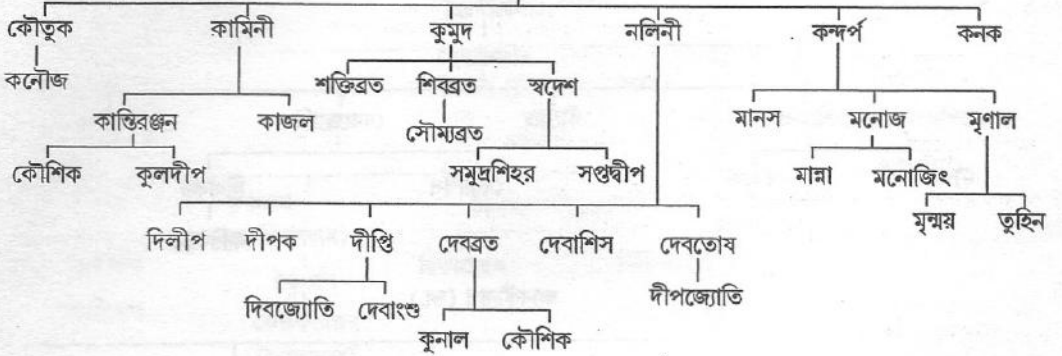 কৌতুক কামিনী কুমুদ নলিনী কন্দর্প কনক
কনৌজ শক্তিব্রত শিবব্রত স্বদেশ
কান্তিরঞ্জন কাজল সৌম্যব্রত মানস মনোজ মৃণাল
কৌশিক কুলদীপ সমুদ্রশিহর সপ্তদ্বীপ মান্না মনোজিৎ
মৃন্ময় তুহিন
দিলীপ দীপক দীপ্তি দেবব্রত দেবাশিস দেবতোষ
দিবজ্যোতি দেবাংশু দীপজ্যোতি
কুনাল কৌশিক